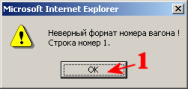 Microsoft Internet Explorer
Неверный формат номера вагона !
Строка номер 1.
OK
1